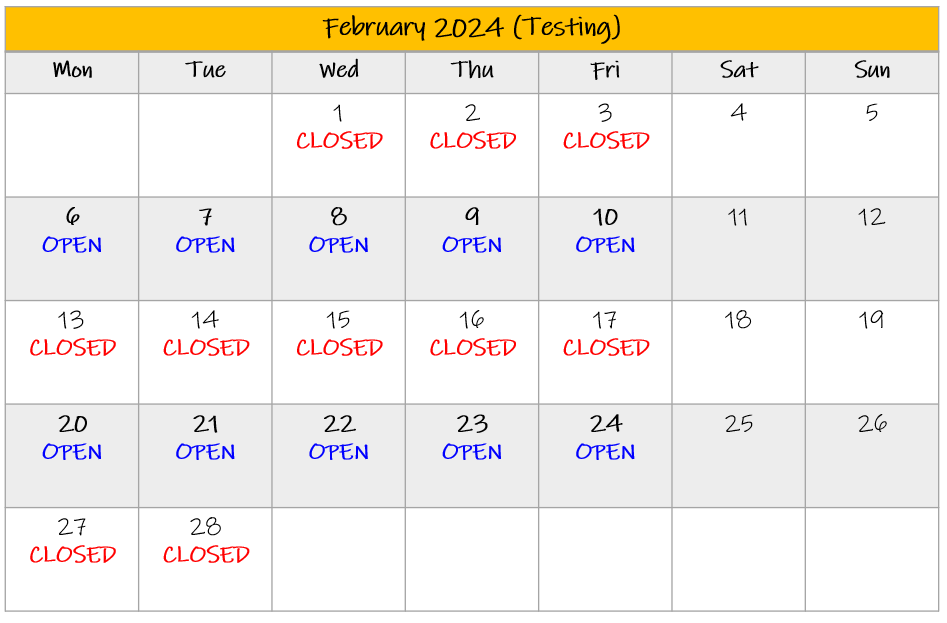 February 2024 (Testing)
Mon Tue Wed Thu Fri Sat Sun
1 2 3 4 5
CLOSED CLOSED CLOSED
6 7 8 9 10 11 12
OPEN OPEN OPEN OPEN OPEN
13 14 15 16 17 18 19
CLOSED CLOSED CLOSED CLOSED CLOSED
20 21 22 23 24 25 26
OPEN OPEN OPEN OPEN OPEN
27 28
CLOSED CLOSED